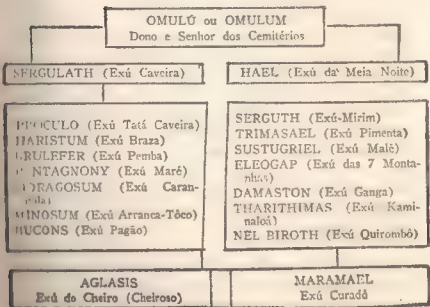 OMULÚ ou OMULUM
Dono e Senhor dos Cemitérios
SERGULATH (Exú Caveira)
HAEL (Exú da Meia Noite)
(Exú Tatá Caveira)
HARISTUM (Exú Braza)
BRULEFER (Exú Pemba)
(Exú Maré)
(Exú Caran-
MINOSUM (Exú Arranca-Tôco)
BUCONS (Exú Pagão)
SERGUTH (Exú-Mirim)
TRIMASAEL (Exú Pimenta)
SUSTUGRIEL (Exú Malê)
ELEOGAP (Exú das 7 Monta-
nhas)
DAMASTON (Exú Ganga)
THARITHIMAS (Exú Kami-
naloá)
NEL BIROTH (Exú Quirombô)
AGLASIS
Exú do Cheiro (Cheiroso)
MARAMAEL
Exú Curadô